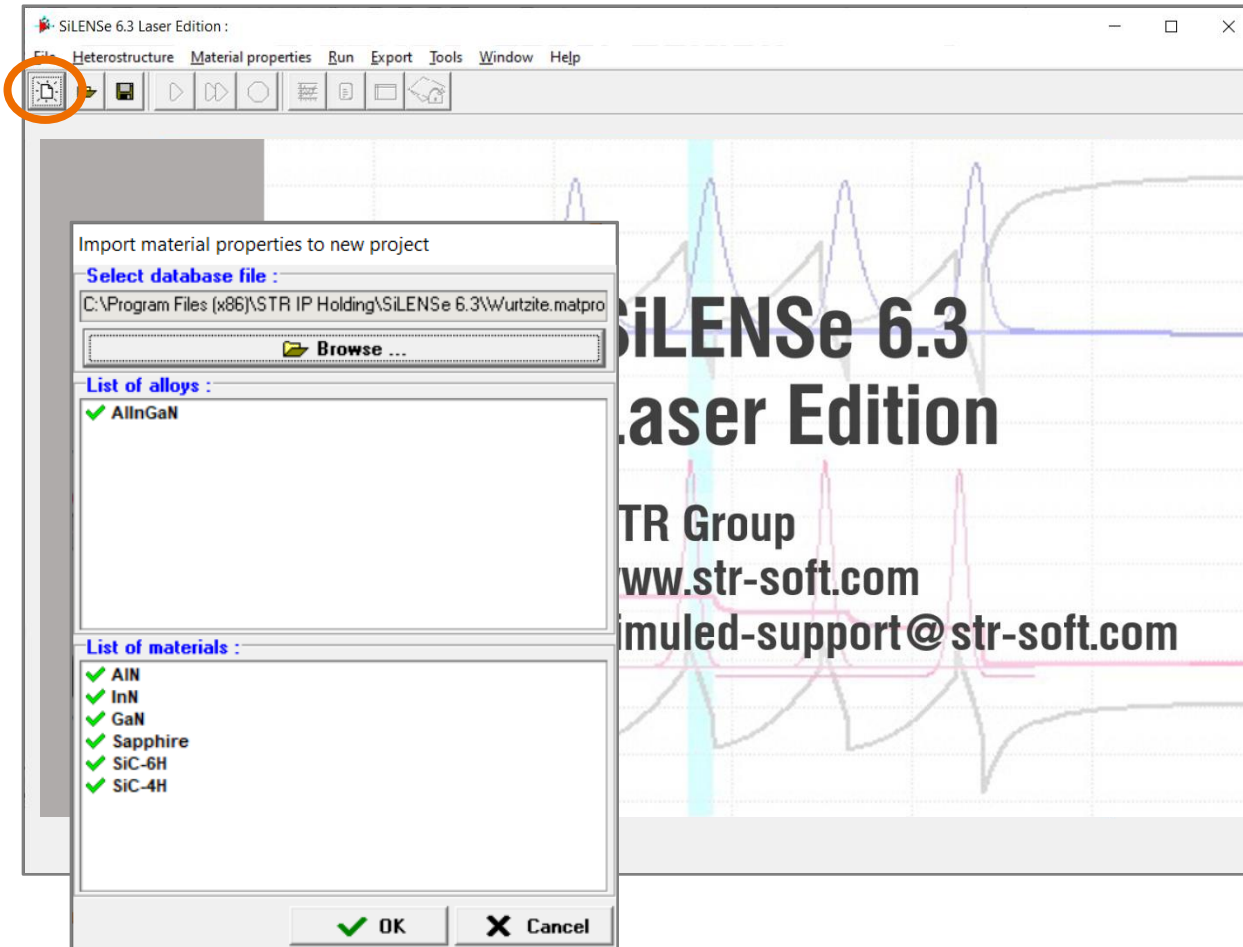 SiLENSe 6.3 Laser Edition :
File Heterostructure Material properties Run Export Tools Window Help
Import material properties to new project
Select database file :
C:\Program Files (x86)\STR IP Holding\SiLENSe 6.3\Wurtzite.matpro
Browse ...
List of alloys :
AlInGaN
List of materials :
AlN
InN
GaN
Sapphire
SiC-6H
SiC-4H
OK Cancel
SiLENSe 6.3
Laser Edition
STR Group
www.str-soft.com
simuled-support@str-soft.com